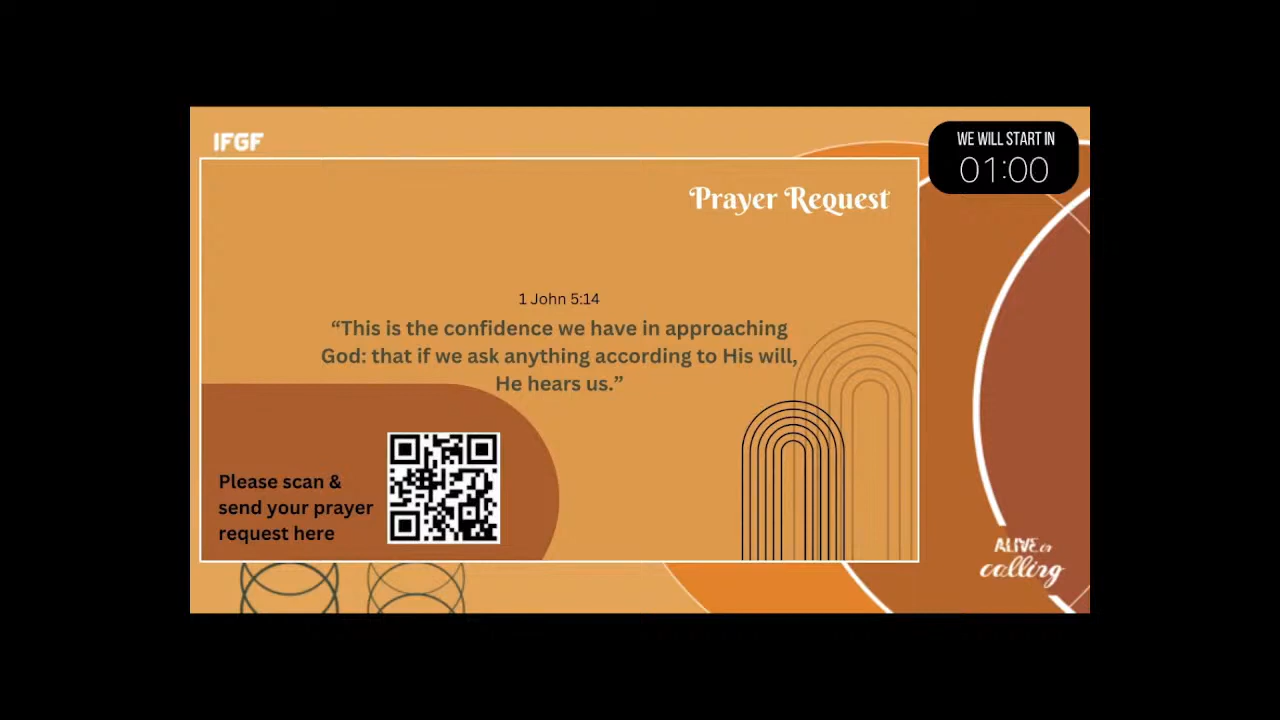 IFGF
WE WILL START IN
01:00
Prayer Request
1 John 5:14
“This is the confidence we have in approaching
God: that if we ask anything according to His will,
He hears us.”
Please scan &
send your prayer
request here
ALIVE in
calling